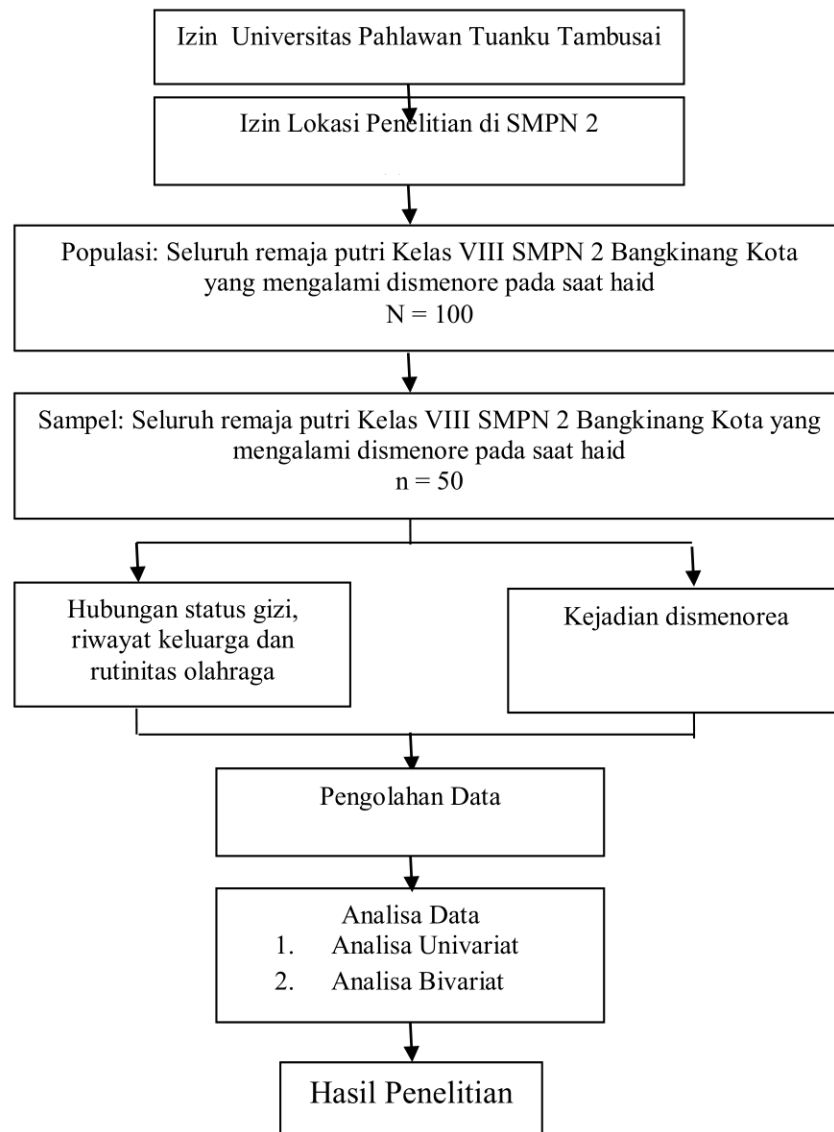 Izin Universitas Pahlawan Tuanku Tambusai
Izin Lokasi Penelitian di SMPN 2
Populasi: Seluruh remaja putri Kelas VIII SMPN 2 Bangkinang Kota
yang mengalami dismenore pada saat haid
N = 100
Sampel: Seluruh remaja putri Kelas VIII SMPN 2 Bangkinang Kota yang
mengalami dismenore pada saat haid
n = 50
Hubungan status gizi,
riwayat keluarga dan
rutinitas olahraga
Kejadian dismenorea
Pengolahan Data
Analisa Data
1. Analisa Univariat
2. Analisa Bivariat
Hasil Penelitian